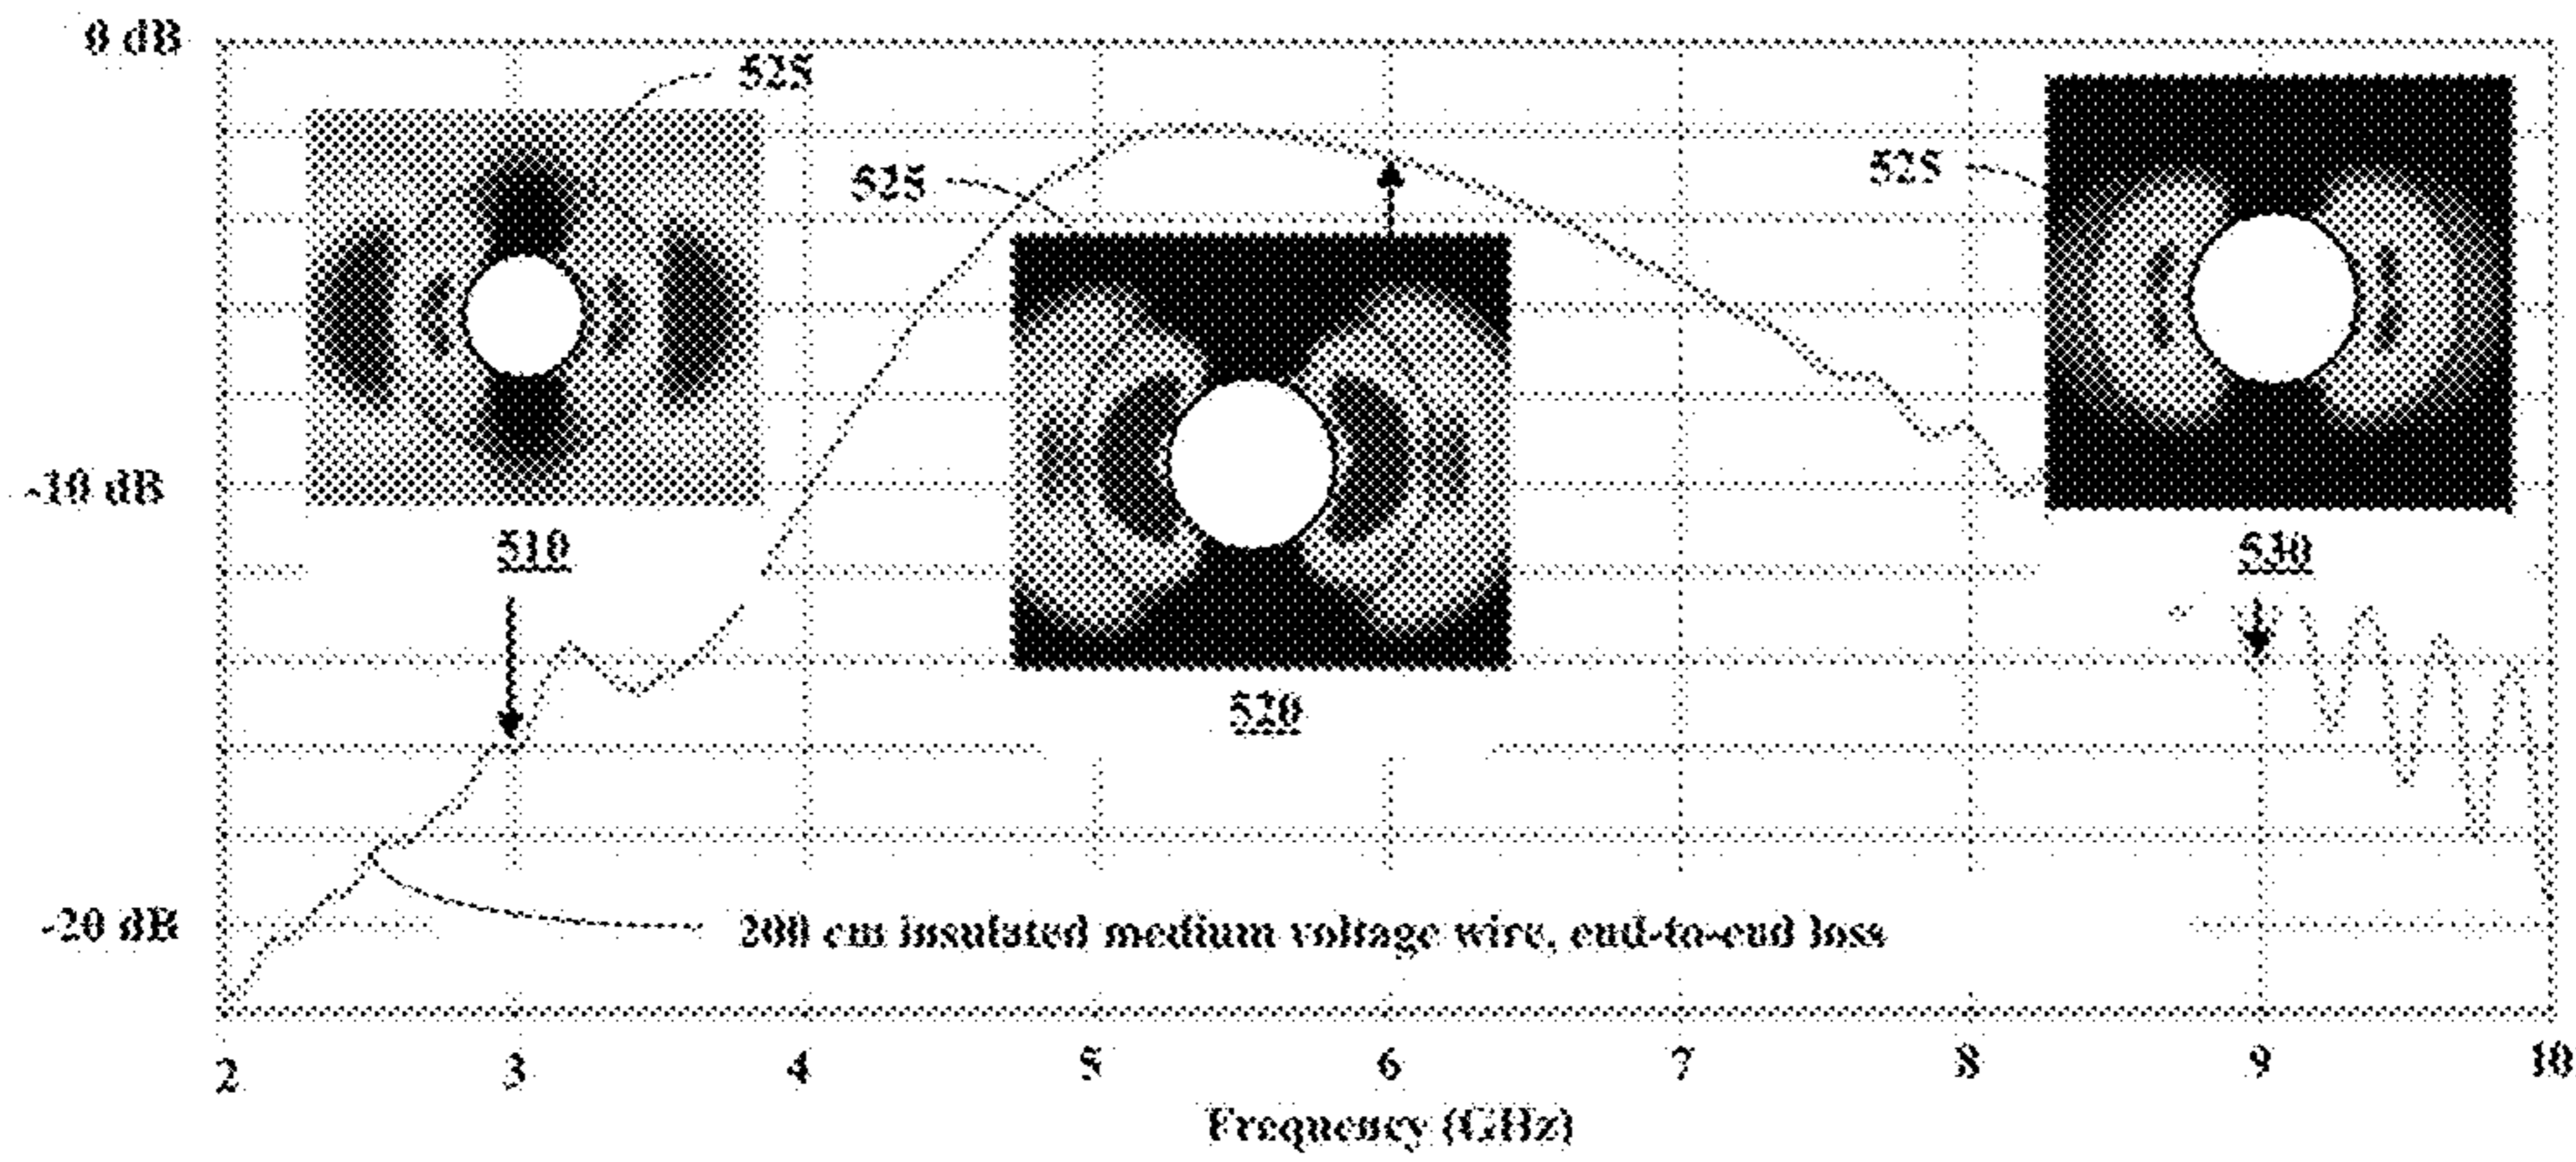 0 dB
525
525
525
-10 dB
510
530
520
-20 dB
200 cm insulated medium voltage wire, end-to-end loss
2 3 4 5 6 7 8 9 10
Frequency (GHz)